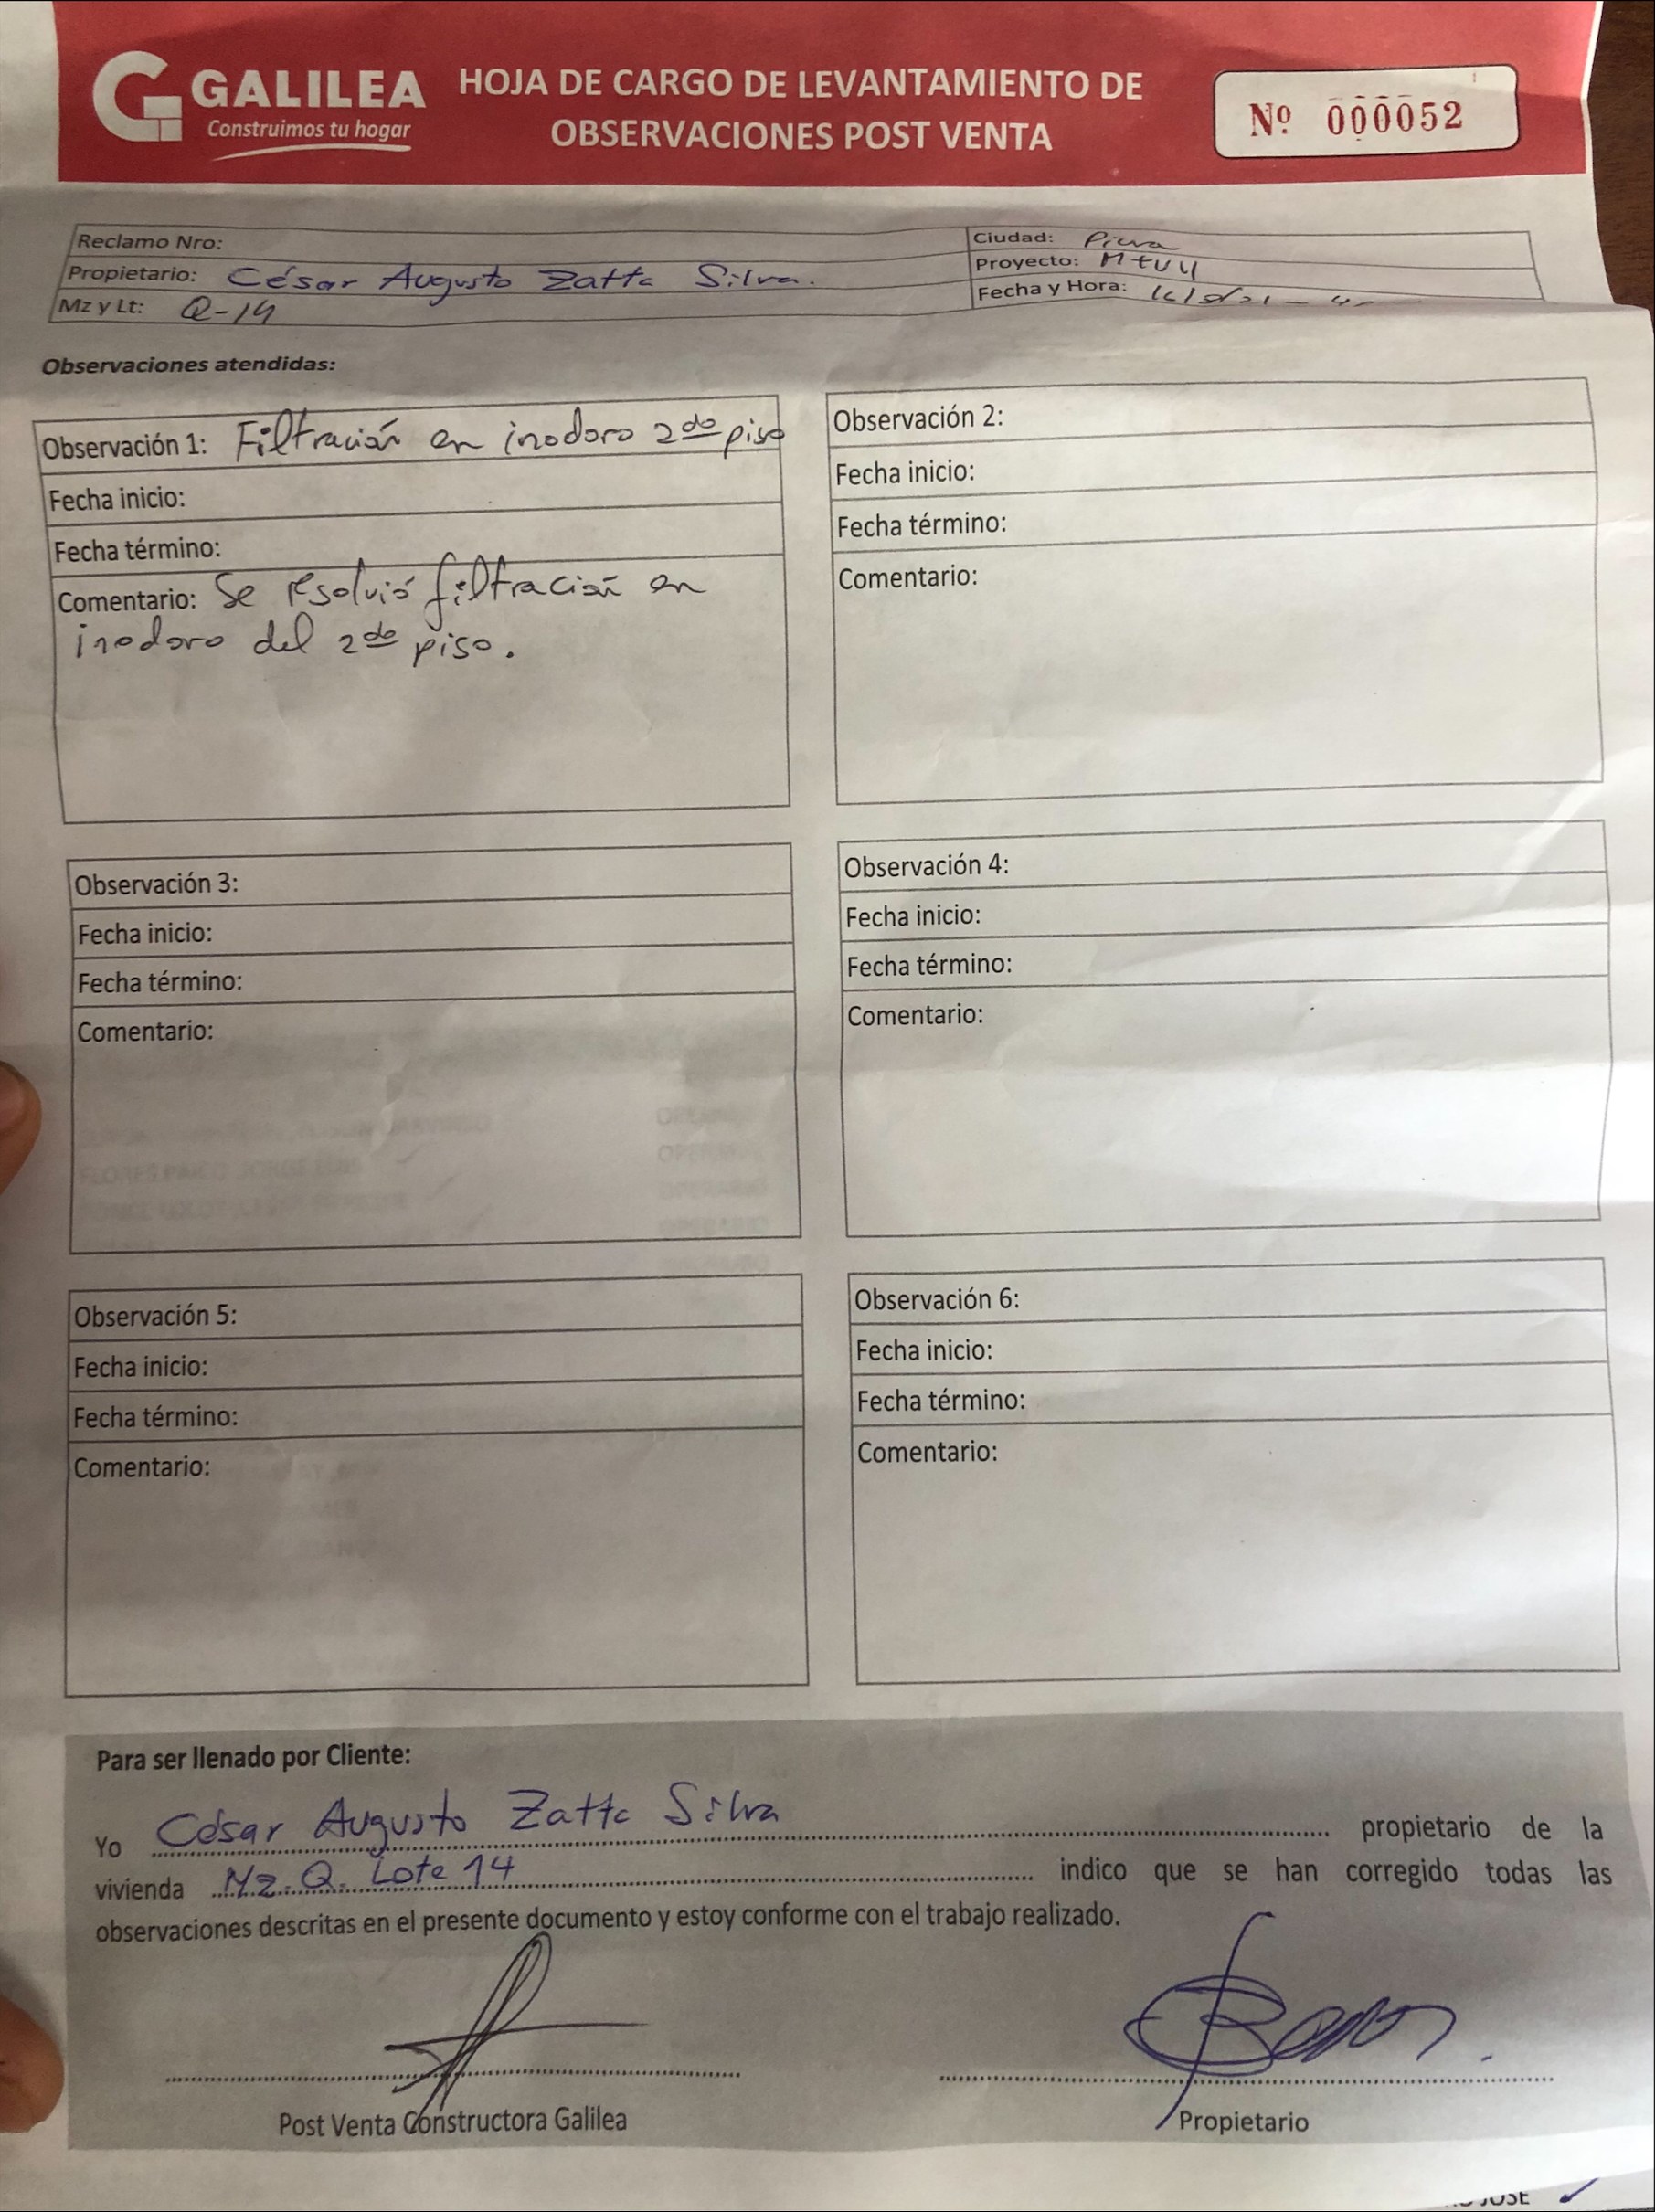 GALILEA
Construimos tu hogar
HOJA DE CARGO DE LEVANTAMIENTO DE
OBSERVACIONES POST VENTA
Nº 000052
Reclamo Nro:
Ciudad: Piura
Propietario: César Augusto Zatta Silva.
Proyecto:
Mz y Lt: Q-14
Fecha y Hora:
Observaciones atendidas:
Observación 1: Filtración en inodoro 2do piso
Fecha inicio:
Fecha término:
Comentario: Se resolvió filtración en
inodoro del 2do piso.
Observación 2:
Fecha inicio:
Fecha término:
Comentario:
Observación 3:
Fecha inicio:
Fecha término:
Comentario:
Observación 4:
Fecha inicio:
Fecha término:
Comentario:
Observación 5:
Fecha inicio:
Fecha término:
Comentario:
Observación 6:
Fecha inicio:
Fecha término:
Comentario:
Para ser llenado por Cliente:
Yo César Augusto Zatta Silva propietario de la
vivienda Mz. Q. Lote 14 indico que se han corregido todas las
observaciones descritas en el presente documento y estoy conforme con el trabajo realizado.
Post Venta Constructora Galilea
Propietario
JOSE